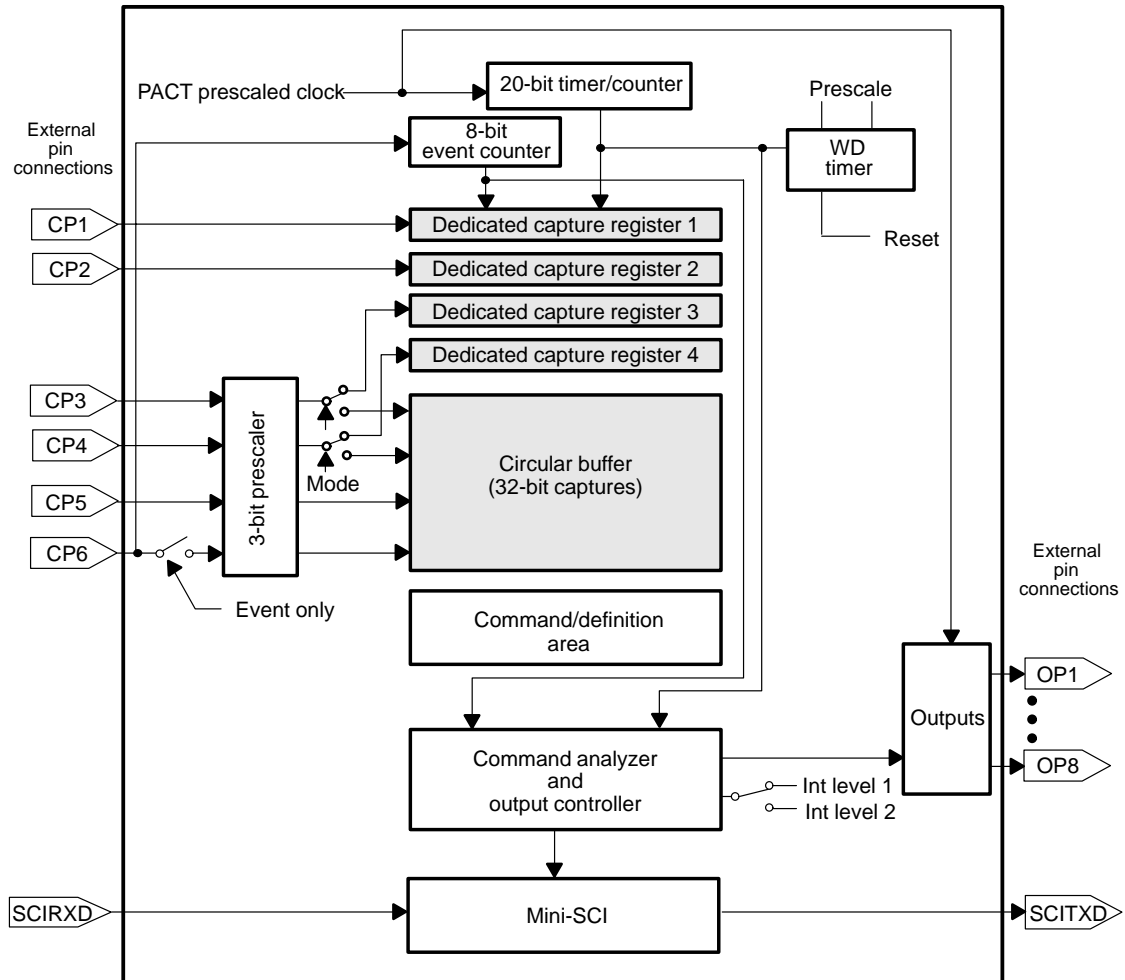 PACT prescaled clock
20-bit timer/counter
Prescale
External
pin
connections
8-bit
event counter
WD
timer
CP1
Dedicated capture register 1
Reset
CP2
Dedicated capture register 2
Dedicated capture register 3
Dedicated capture register 4
CP3
CP4
CP5
CP6
3-bit prescaler
Mode
Circular buffer
(32-bit captures)
Event only
External
pin
connections
Command/definition
area
Outputs
OP1
OP8
Command analyzer
and
output controller
Int level 1
Int level 2
SCIRXD
Mini-SCI
SCITXD